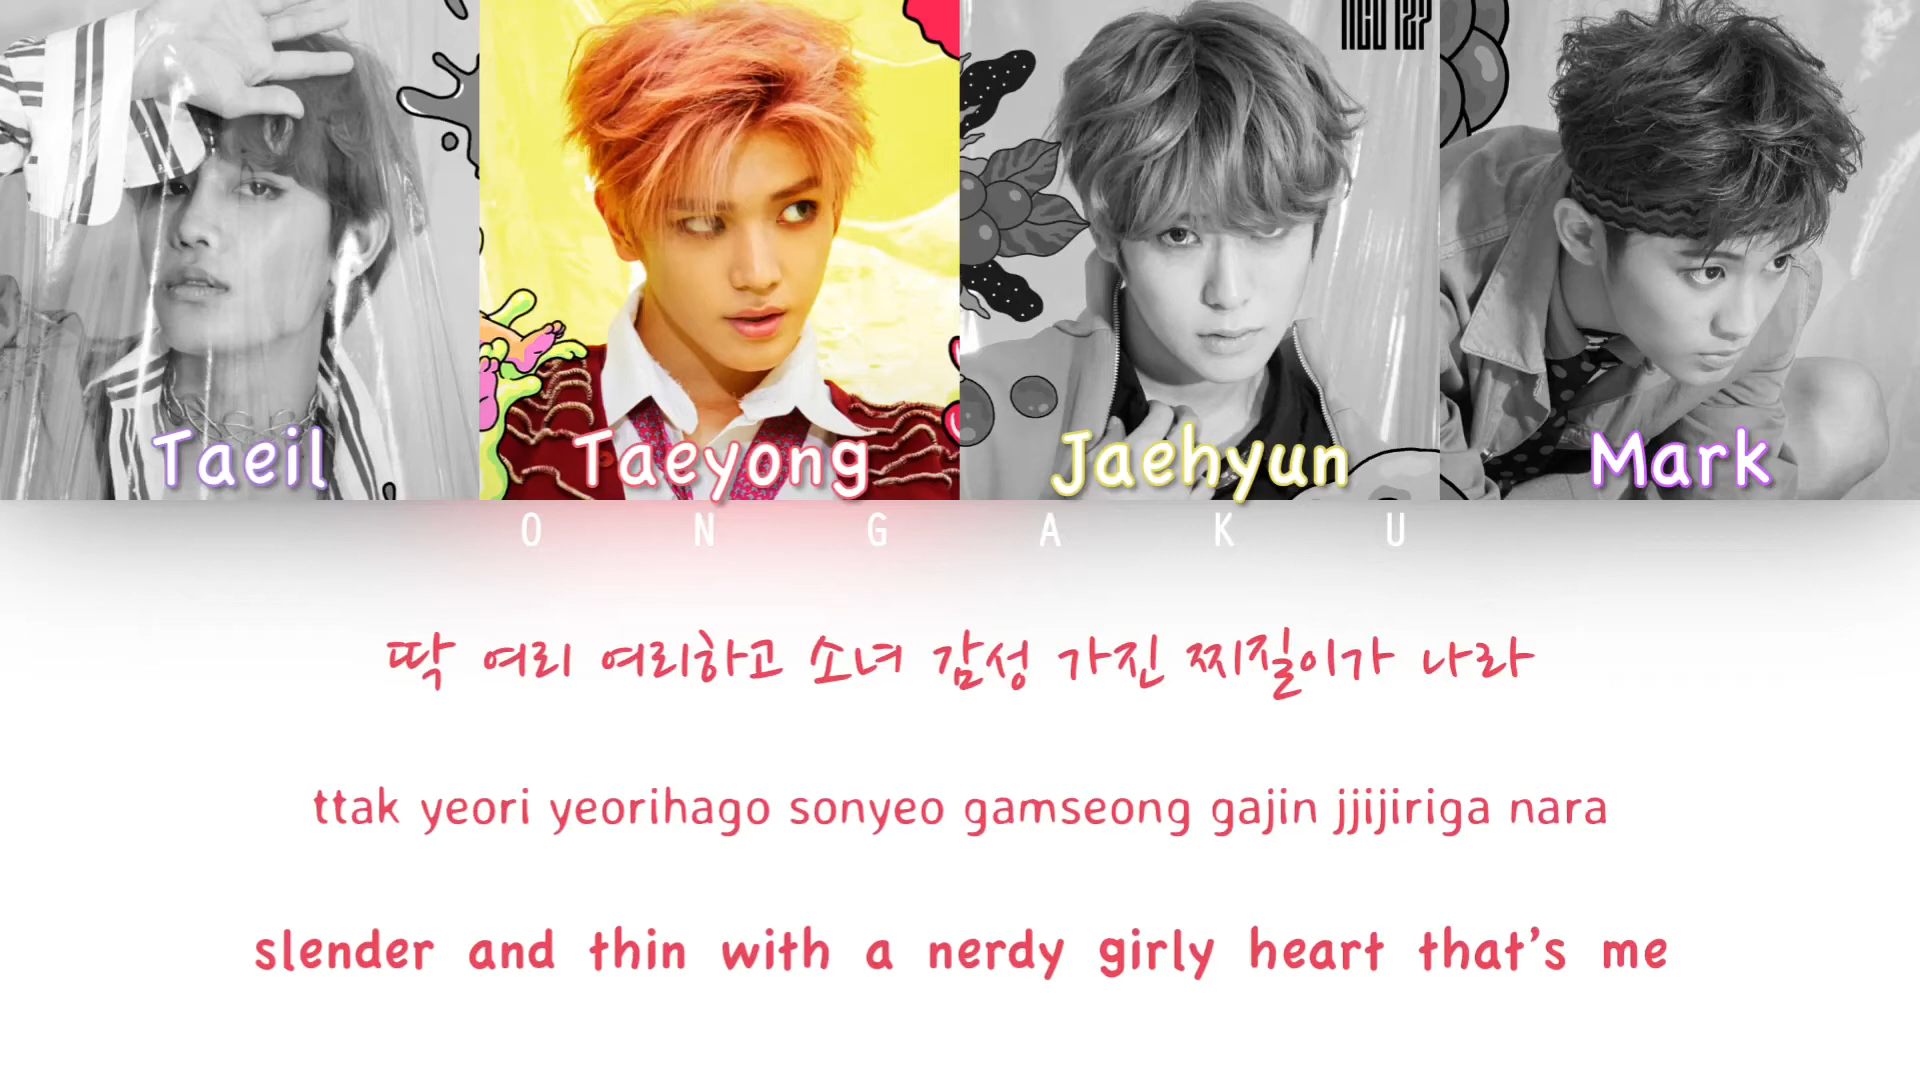 NCT 127
Taeil
Taeyong
Jaehyun
Mark
O N G A K U
딱 여리 여리하고 소녀 감성 가진 찌질이가 나라
ttak yeori yeorihago sonyeo gamseong gajin jjijiriga nara
slender and thin with a nerdy girly heart that's me